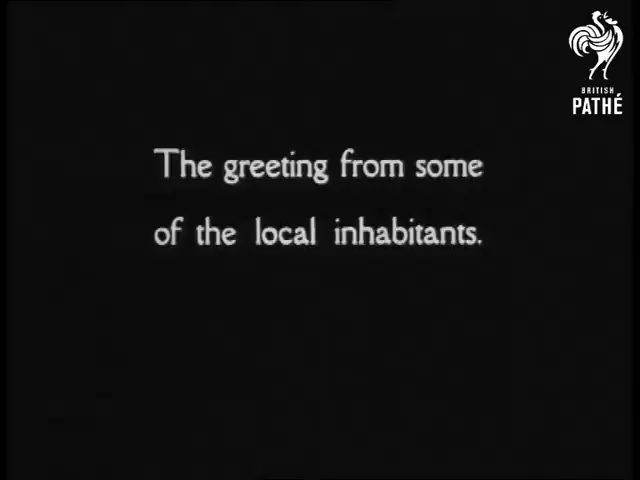 BRITISH
PATHÉ
The greeting from some
of the local inhabitants.